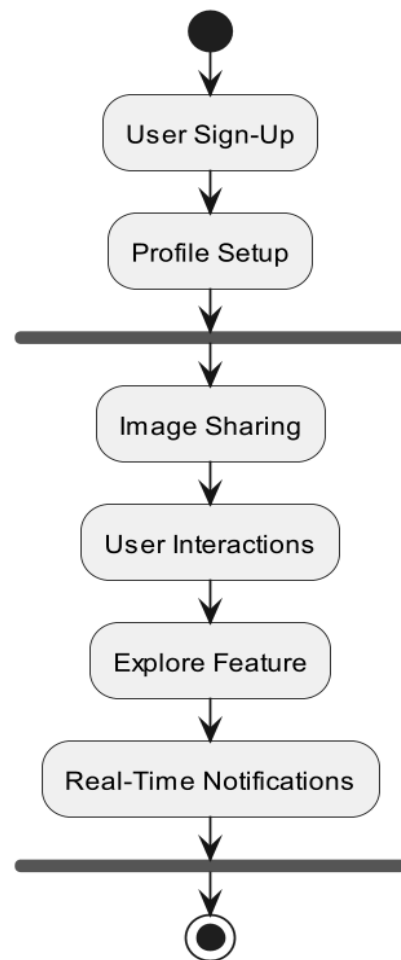 User Sign-Up
Profile Setup
Image Sharing
User Interactions
Explore Feature
Real-Time Notifications